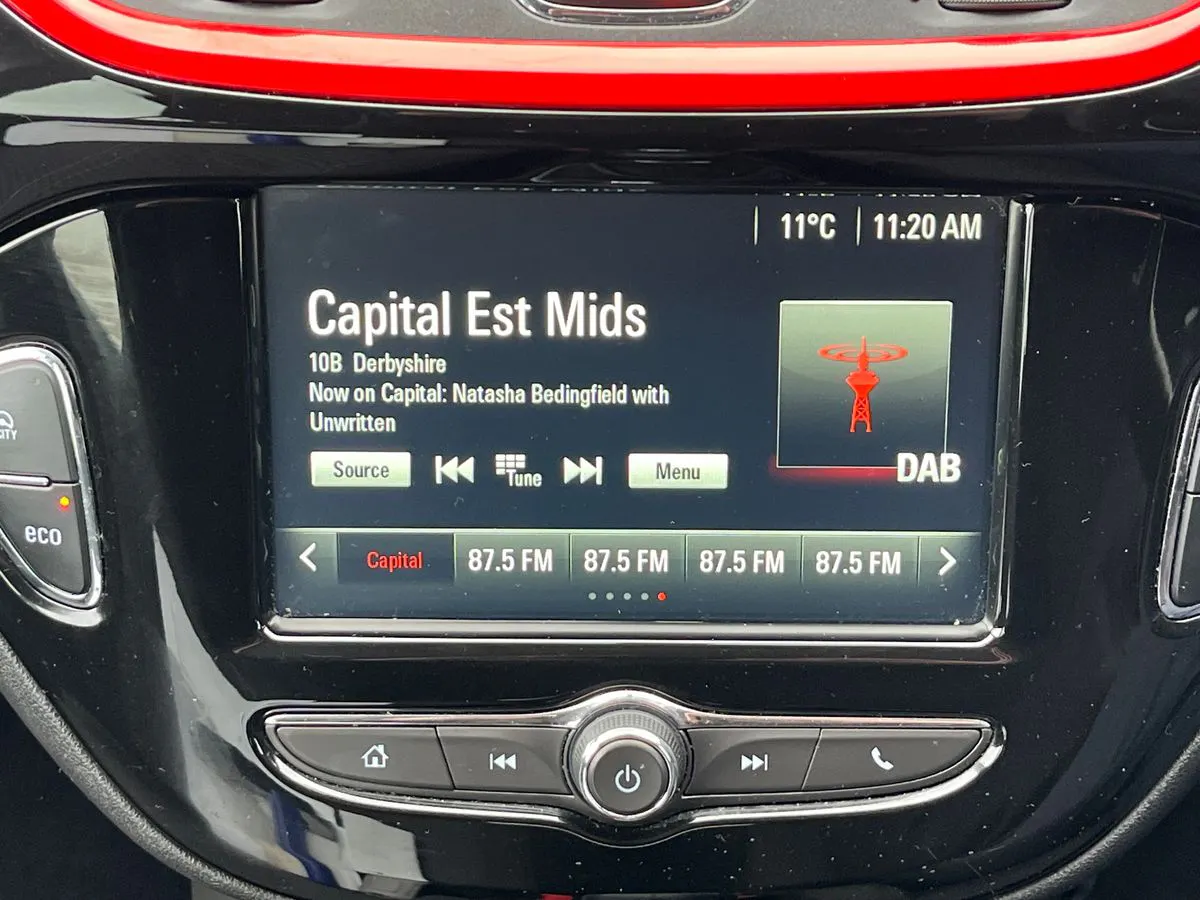 11°C 11:20 AM
Capital Est Mids
10B Derbyshire
Now on Capital: Natasha Bedingfield with
Unwritten
Source Tune Menu
DAB
Capital 87.5 FM 87.5 FM 87.5 FM 87.5 FM
CITY
eco